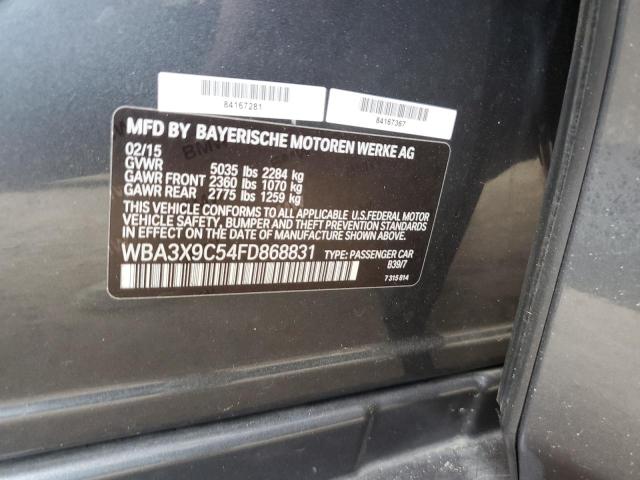 84167281
84167367
MFD BY BAYERISCHE MOTOREN WERKE AG
02/15
GVWR 5035 lbs 2284 kg
GAWR FRONT 2360 lbs 1070 kg
GAWR REAR 2775 lbs 1259 kg
THIS VEHICLE CONFORMS TO ALL APPLICABLE U.S. FEDERAL MOTOR
VEHICLE SAFETY, BUMPER AND THEFT PREVENTION STANDARDS
IN EFFECT ON THE DATE OF MANUFACTURE SHOWN ABOVE.
WBA3X9C54FD868831 TYPE: PASSENGER CAR
B39/7
7 315 814